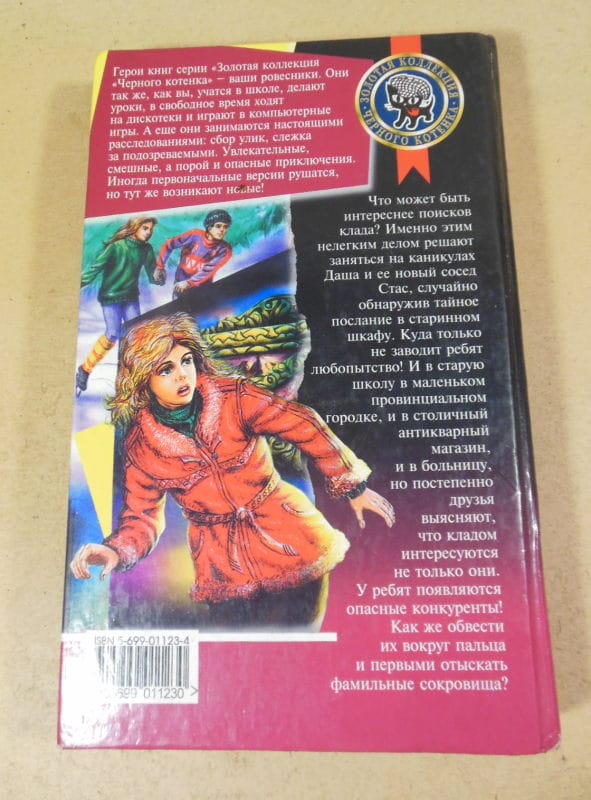 Герои книг серии «Золотая коллекция
«Черного котенка» – ваши ровесники. Они
так же, как вы, учатся в школе, делают
уроки, в свободное время ходят
на дискотеки и играют в компьютерные
игры. А еще они занимаются настоящими
расследованиями: сбор улик, слежка
за подозреваемыми. Увлекательные,
смешные, а порой и опасные приключения.
Иногда первоначальные версии рушатся,
но тут же возникают новые!
ЗОЛОТАЯ КОЛЛЕКЦИЯ
ЧЕРНОГО КОТЕНКА
Что может быть
интереснее поисков
клада? Именно этим
нелегким делом решают
заняться на каникулах
Даша и ее новый сосед
Стас, случайно
обнаружив тайное
послание в старинном
шкафу. Куда только
не заводит ребят
любопытство! И в старую
школу в маленьком
провинциальном
городке, и в столичный
антикварный
магазин,
и в больницу,
но постепенно
друзья
выясняют,
что кладом
интересуются
не только они.
У ребят появляются
опасные конкуренты!
Как же обвести
их вокруг пальца
и первыми отыскать
фамильные сокровища?
ISBN 5-699-01123-4
699 011230 >